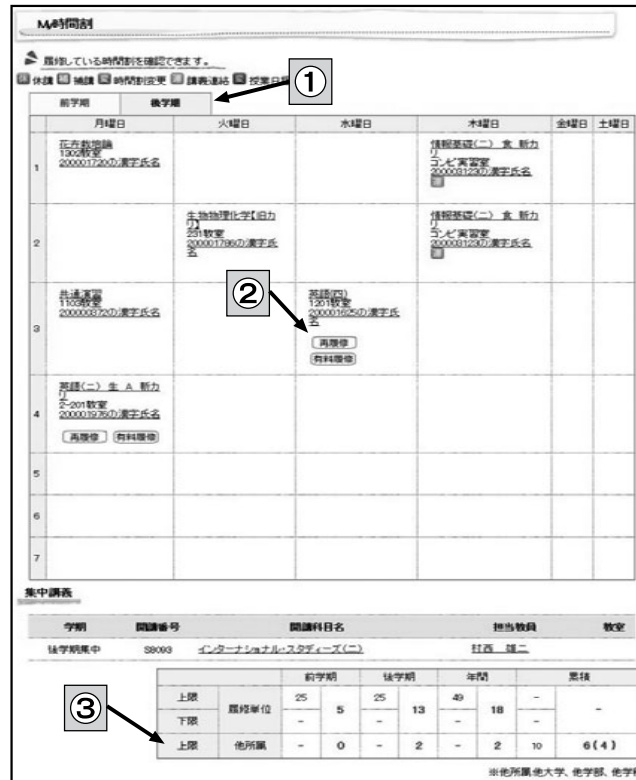 My時間割
履修している時間割を確認できます。
休講 補講 時間割変更 講義連絡 授業日程
①
前学期 後学期
月曜日 火曜日 水曜日 木曜日 金曜日 土曜日
1
花卉栽培論
1302教室
200001720の漢字氏名
情報基礎(二) 食 新カリ
コンピ実習室
200003123の漢字氏名
2
生物物理化学【旧カリ】
231教室
200001786の漢字氏名
情報基礎(二) 食 新カリ
コンピ実習室
200003123の漢字氏名
②
3
共通演習
1103教室
200000372の漢字氏名
英語(四)
1201教室
200001625の漢字氏名
再履修
有料履修
4
英語(二) 生 A 新カリ
2-201教室
200001976の漢字氏名
再履修 有料履修
5
6
7
集中講義
学期 開講番号 開講科目名 担当教員 教室
後学期集中 S8093 インターナショナル・スタディーズ(二) 村西 雄二
前学期 後学期 年間 累積
上限 履修単位 25 5 25 13 49 18 - -
下限 - - - -
③
上限 他所属 - 0 - 2 - 2 10 6(4)
※他所属:他大学、他学部、他学